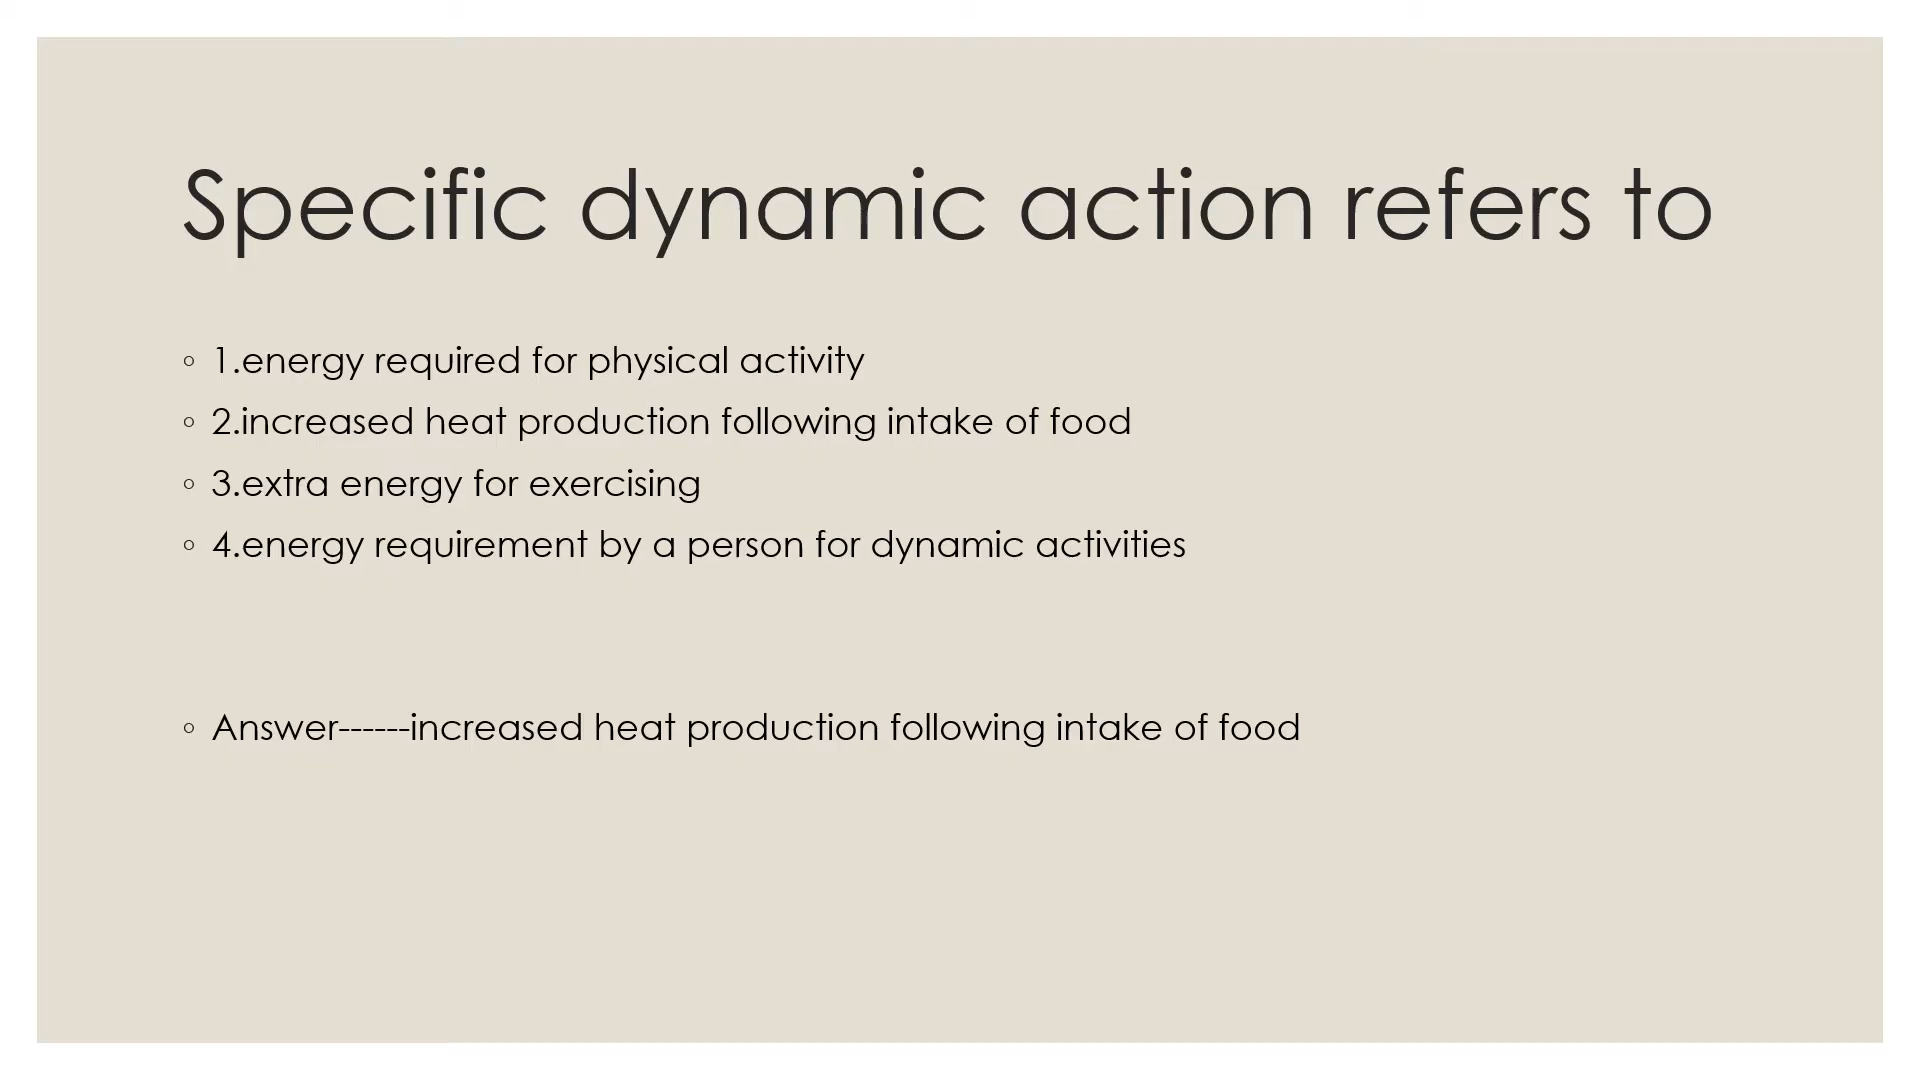 Specific dynamic action refers to
◦ 1.energy required for physical activity
◦ 2.increased heat production following intake of food
◦ 3.extra energy for exercising
◦ 4.energy requirement by a person for dynamic activities
◦ Answer------increased heat production following intake of food